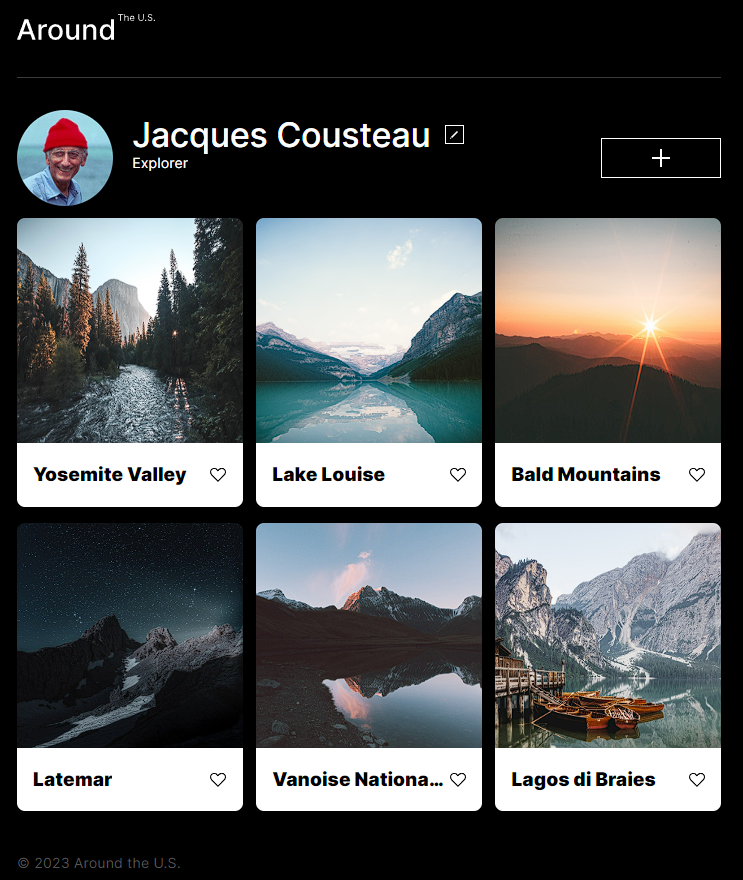 Around The U.S.
Jacques Cousteau
Explorer
Yosemite Valley
Lake Louise
Bald Mountains
Latemar
Vanoise Nationa...
Lagos di Braies
© 2023 Around the U.S.